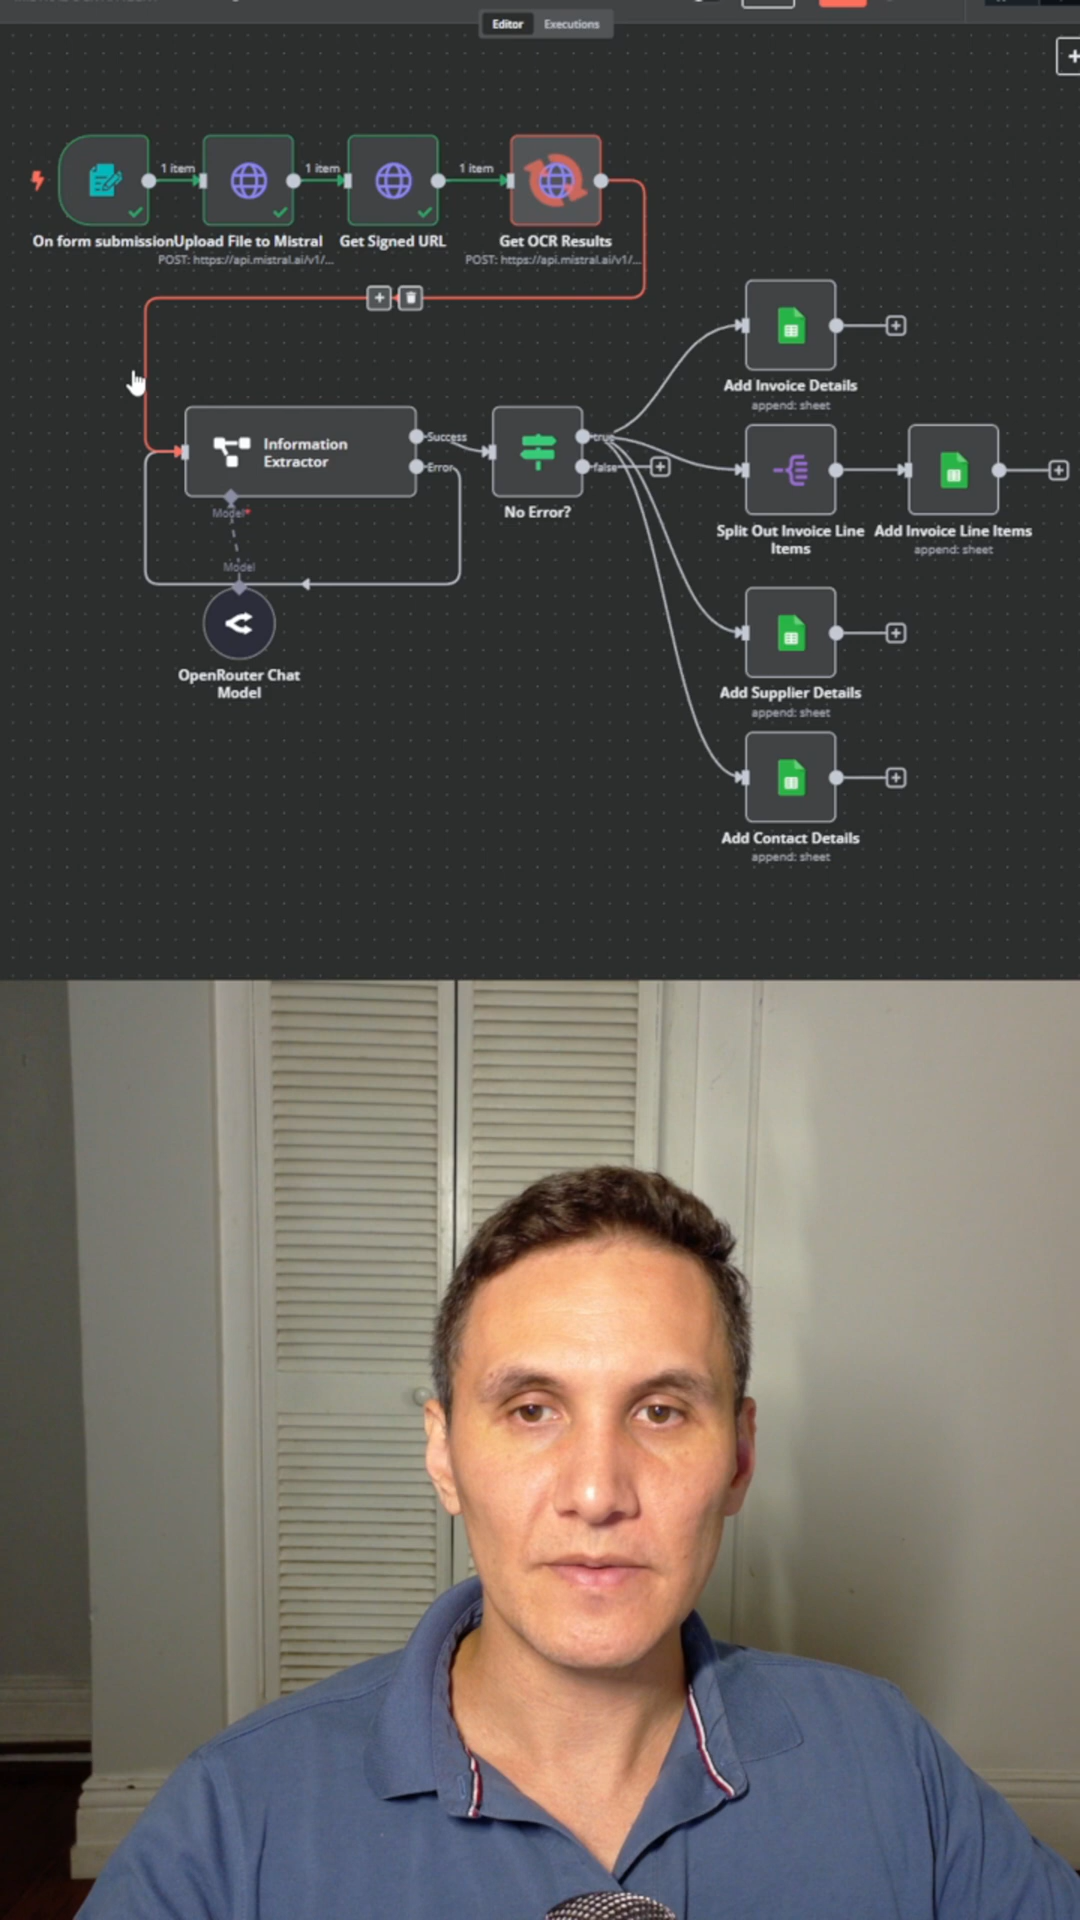 Editor
Executions
1 item
1 item
1 item
On form submission
Upload File to Mistral
POST: https://api.mistral.ai/v1/...
Get Signed URL
Get OCR Results
POST: https://api.mistral.ai/v1/...
Information
Extractor
Success
Error
Model*
Model
OpenRouter Chat
Model
No Error?
true
false
Add Invoice Details
append: sheet
Split Out Invoice Line
Items
Add Invoice Line Items
append: sheet
Add Supplier Details
append: sheet
Add Contact Details
append: sheet